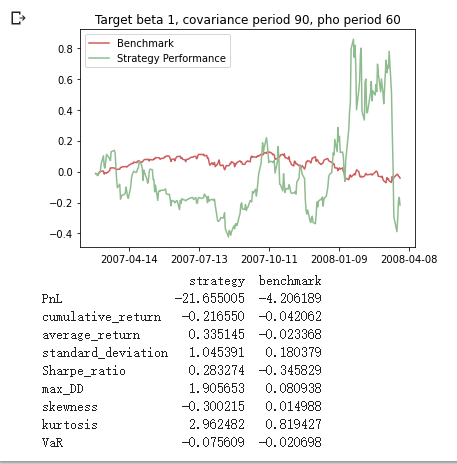 Target beta 1, covariance period 90, pho period 60
Benchmark
Strategy Performance
0.8
0.6
0.4
0.2
0.0
−0.2
−0.4
2007-04-14 2007-07-13 2007-10-11 2008-01-09 2008-04-08
strategy benchmark
PnL -21.655005 -4.206189
cumulative_return -0.216550 -0.042062
average_return 0.335145 -0.023368
standard_deviation 1.045391 0.180379
Sharpe_ratio 0.283274 -0.345829
max_DD 1.905653 0.080938
skewness -0.300215 0.014988
kurtosis 2.962482 0.819427
VaR -0.075609 -0.020698